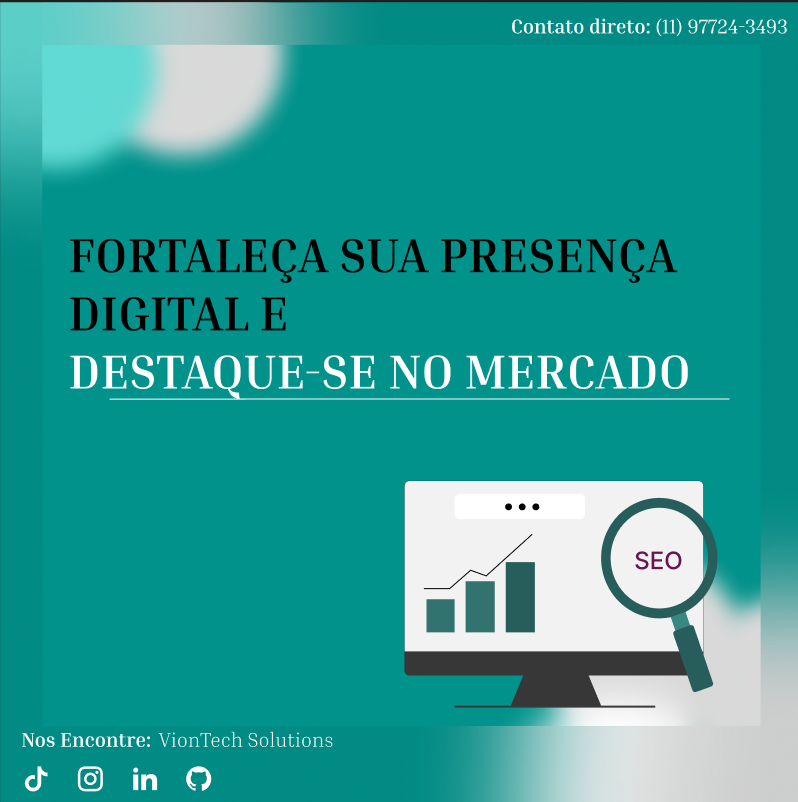 Contato direto: (11) 97724-3493
FORTALEÇA SUA PRESENÇA
DIGITAL E
DESTAQUE-SE NO MERCADO
SEO
Nos Encontre: VionTech Solutions